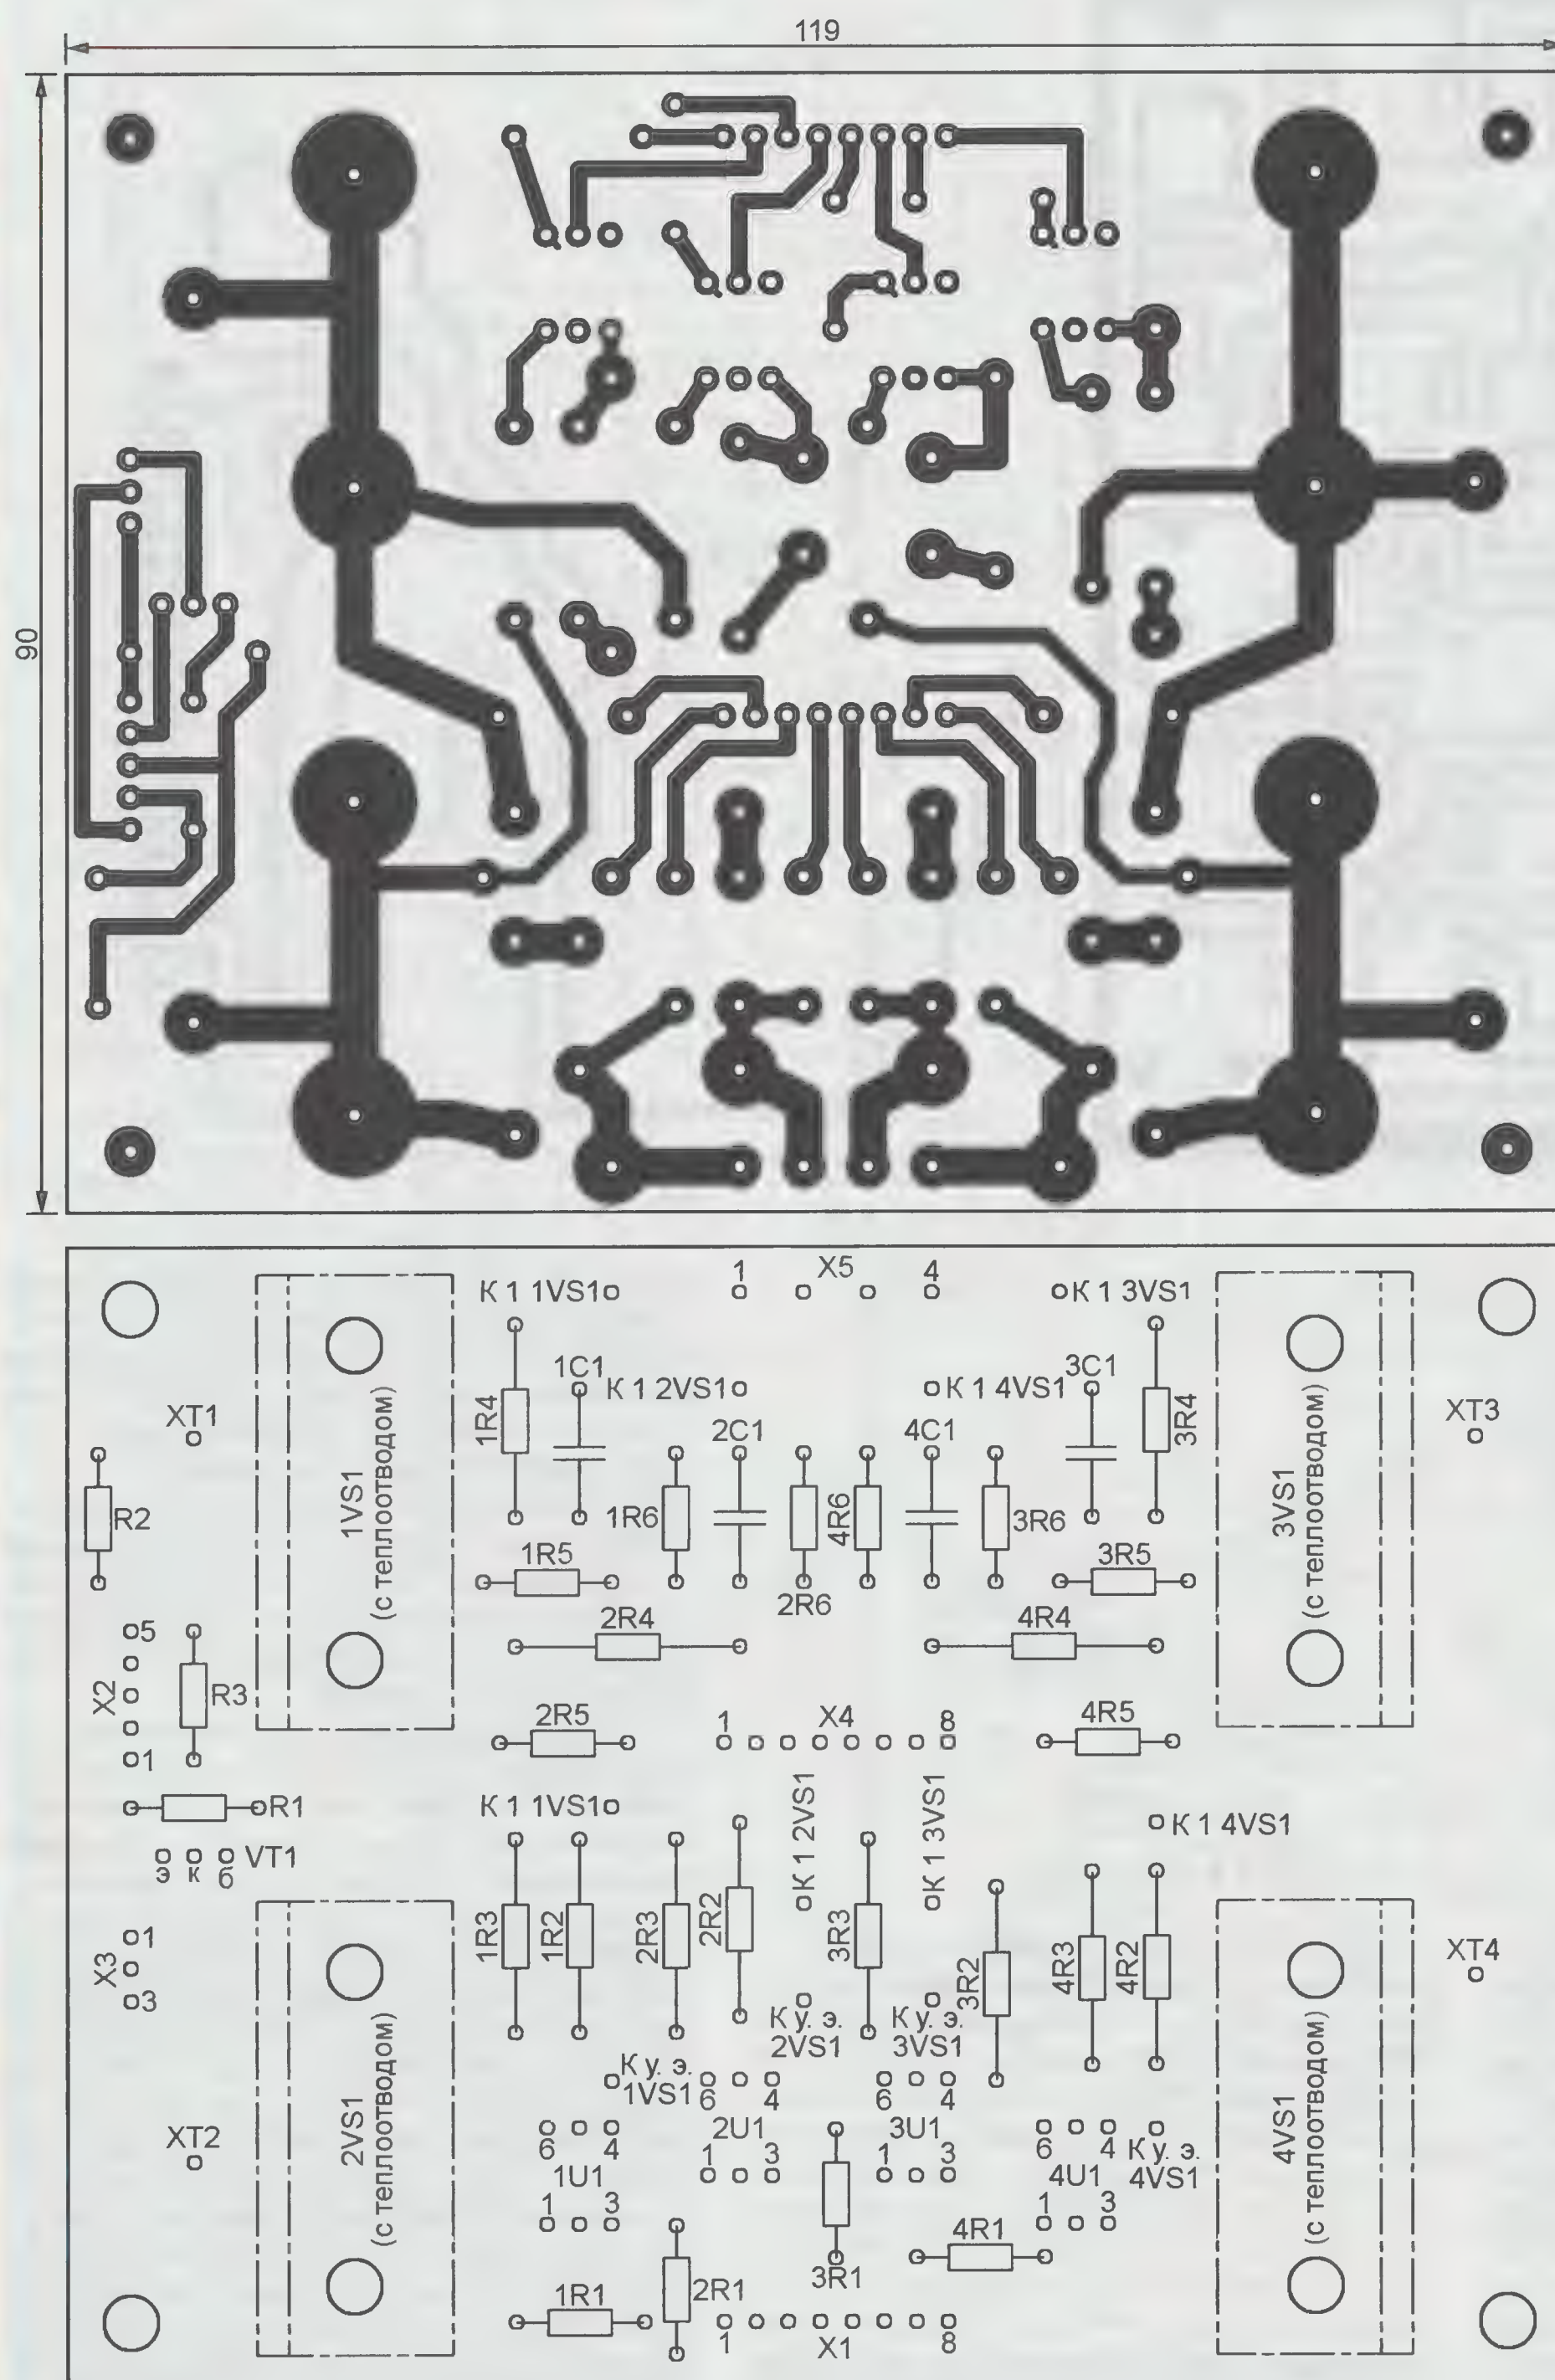 119
90
1 X5 4
К 1 1VS1
К 1 3VS1
1C1
К 1 2VS1
К 1 4VS1
3C1
1R4
3R4
XT1
XT3
2C1
4C1
1VS1
(с теплоотводом)
3VS1
(с теплоотводом)
R2
1R6
4R6
3R6
1R5
2R6
3R5
2R4
4R4
5
X2
1
R3
2R5
1 X4 8
4R5
R1
К 1 1VS1
К 1 2VS1
К 1 3VS1
К 1 4VS1
э к б VT1
1R3
1R2
2R3
2R2
3R3
3R2
4R3
4R2
1
X3
3
XT4
К у. э.
2VS1
К у. э.
3VS1
К у. э.
1VS1
6 4
2U1
1 3
6 4
3U1
1 3
XT2
2VS1
(с теплоотводом)
4VS1
(с теплоотводом)
6 4
1U1
1 3
6 4
4U1
1 3
К у. э.
4VS1
4R1
3R1
2R1
1R1
1 X1 8